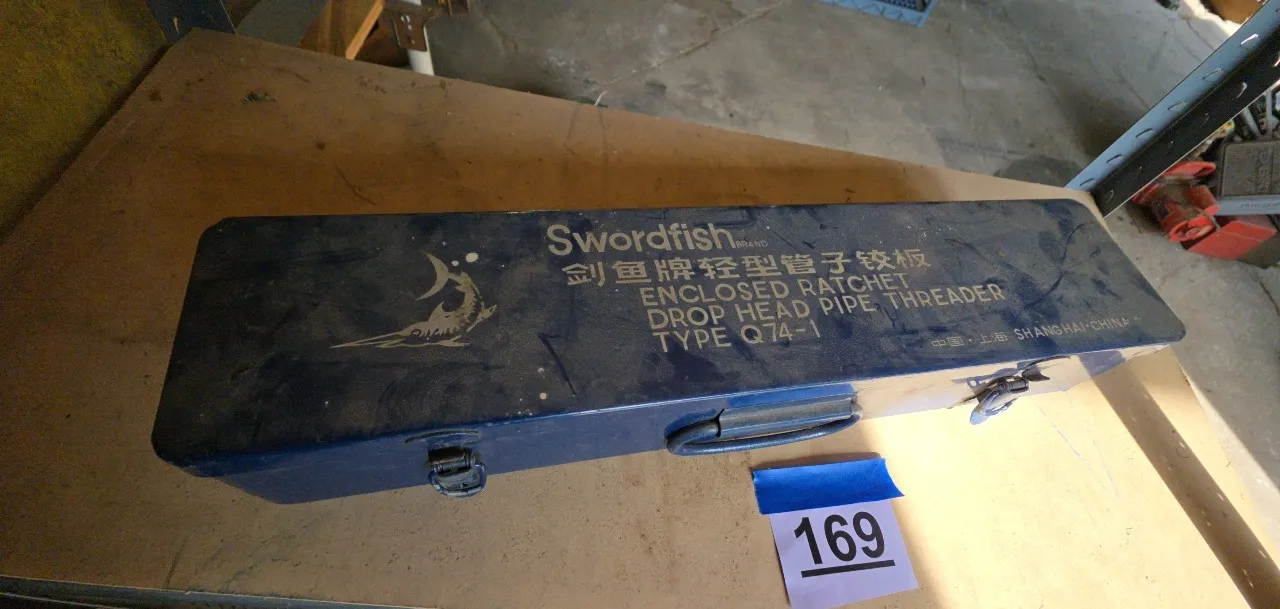 Swordfish BRAND
剑鱼牌轻型管子铰板
ENCLOSED RATCHET
DROP HEAD PIPE THREADER
TYPE Q74-1
中国·上海 SHANGHAI·CHINA
169